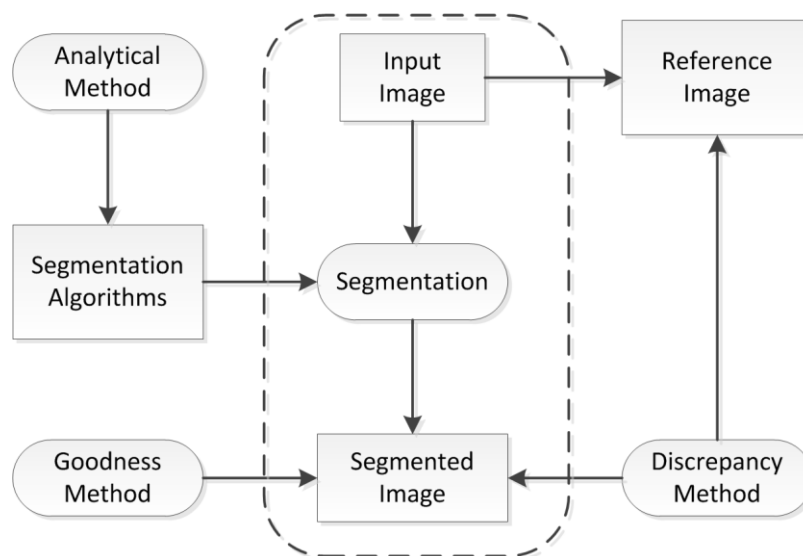 Analytical
Method
Input
Image
Reference
Image
Segmentation
Algorithms
Segmentation
Goodness
Method
Segmented
Image
Discrepancy
Method